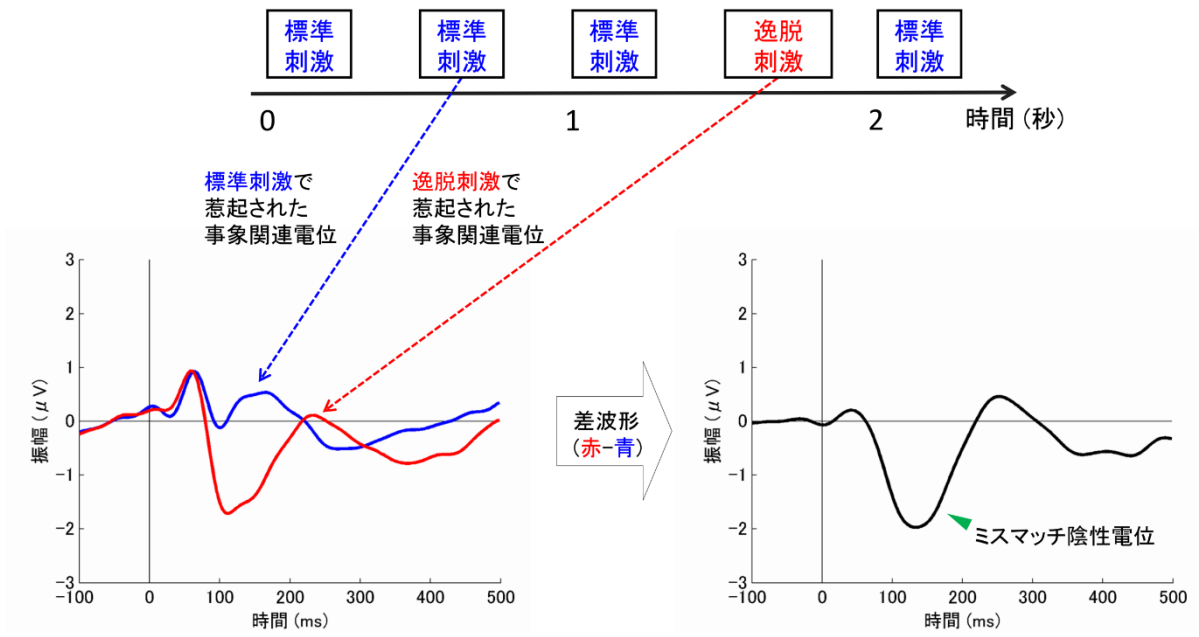 標準
刺激
標準
刺激
標準
刺激
逸脱
刺激
標準
刺激
0
1
2
時間 (秒)
標準刺激で
惹起された
事象関連電位
逸脱刺激で
惹起された
事象関連電位
3
2
1
0
-1
-2
-3
振幅 (μV)
-100 0 100 200 300 400 500
時間 (ms)
差波形
(赤-青)
3
2
1
0
-1
-2
-3
振幅 (μV)
ミスマッチ陰性電位
-100 0 100 200 300 400 500
時間 (ms)